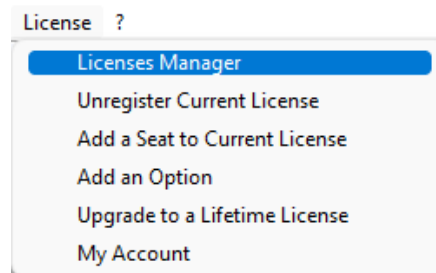 License ?
Licenses Manager
Unregister Current License
Add a Seat to Current License
Add an Option
Upgrade to a Lifetime License
My Account